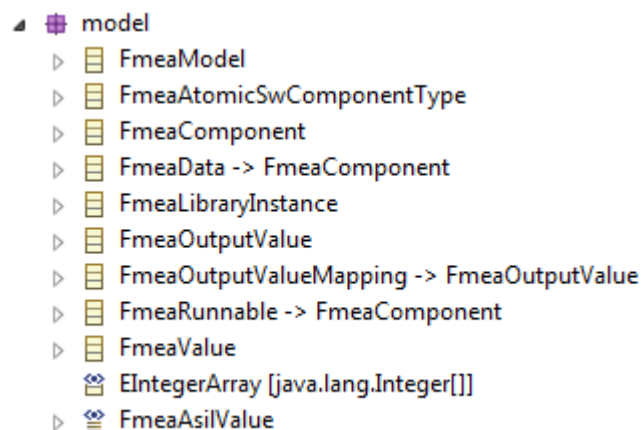 model
FmeaModel
FmeaAtomicSwComponentType
FmeaComponent
FmeaData -> FmeaComponent
FmeaLibraryInstance
FmeaOutputValue
FmeaOutputValueMapping -> FmeaOutputValue
FmeaRunnable -> FmeaComponent
FmeaValue
EIntegerArray [java.lang.Integer[]]
FmeaAsilValue